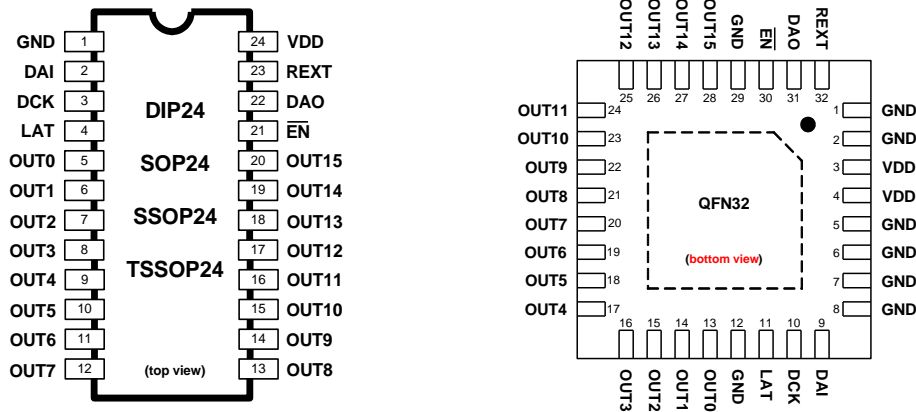 GND 1 24 VDD
DAI 2 23 REXT
DCK 3 22 DAO
LAT 4 21 EN
OUT0 5 20 OUT15
OUT1 6 19 OUT14
OUT2 7 18 OUT13
OUT3 8 17 OUT12
OUT4 9 16 OUT11
OUT5 10 15 OUT10
OUT6 11 14 OUT9
OUT7 12 13 OUT8
DIP24
SOP24
SSOP24
TSSOP24
(top view)
OUT12 OUT13 OUT14 OUT15 GND EN DAO REXT
25 26 27 28 29 30 31 32
OUT11 24 1 GND
OUT10 23 2 GND
OUT9 22 3 VDD
OUT8 21 4 VDD
OUT7 20 5 GND
OUT6 19 6 GND
OUT5 18 7 GND
OUT4 17 8 GND
QFN32
(bottom view)
16 15 14 13 12 11 10 9
OUT3 OUT2 OUT1 OUT0 GND LAT DCK DAI